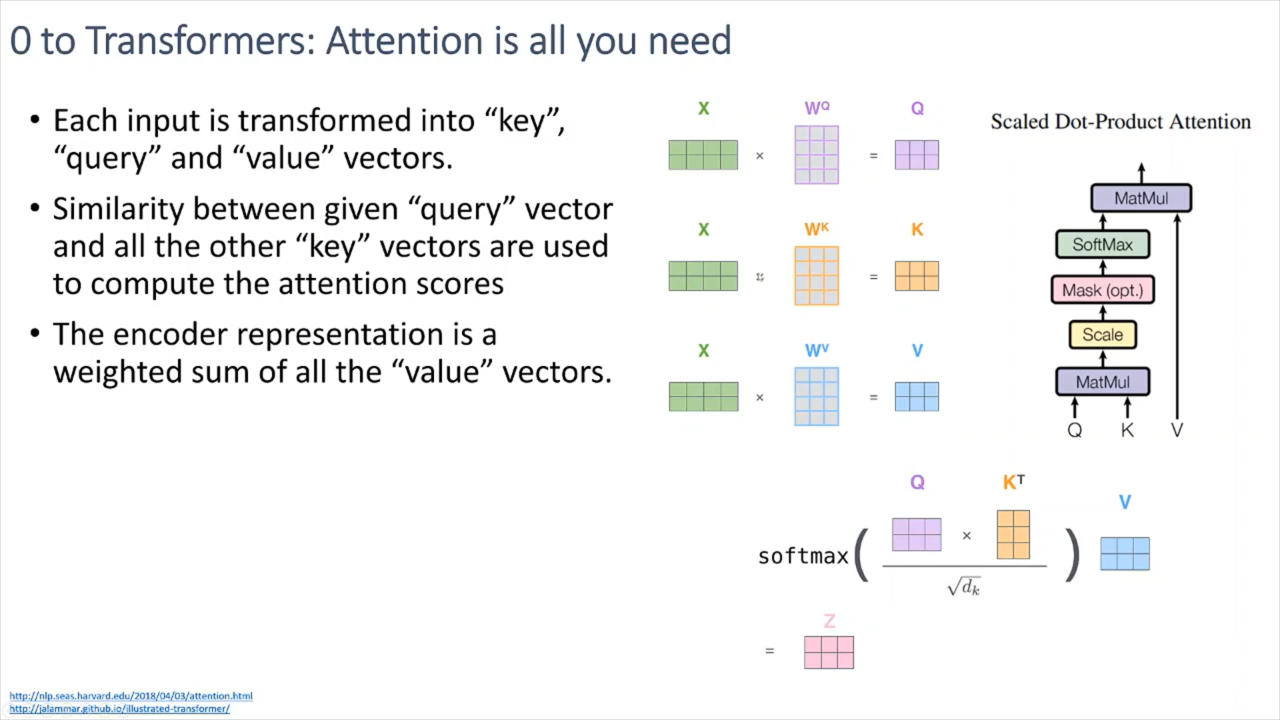 0 to Transformers: Attention is all you need
• Each input is transformed into “key”,
“query” and “value” vectors.
• Similarity between given “query” vector
and all the other “key” vectors are used
to compute the attention scores
• The encoder representation is a
weighted sum of all the “value” vectors.
X W^Q Q
× =
X W^K K
× =
X W^V V
× =
Scaled Dot-Product Attention
MatMul
SoftMax
Mask (opt.)
Scale
MatMul
Q K V
Q K^T V
softmax( × )
√d_k
Z
=
http://nlp.seas.harvard.edu/2018/04/03/attention.html
http://jalammar.github.io/illustrated-transformer/